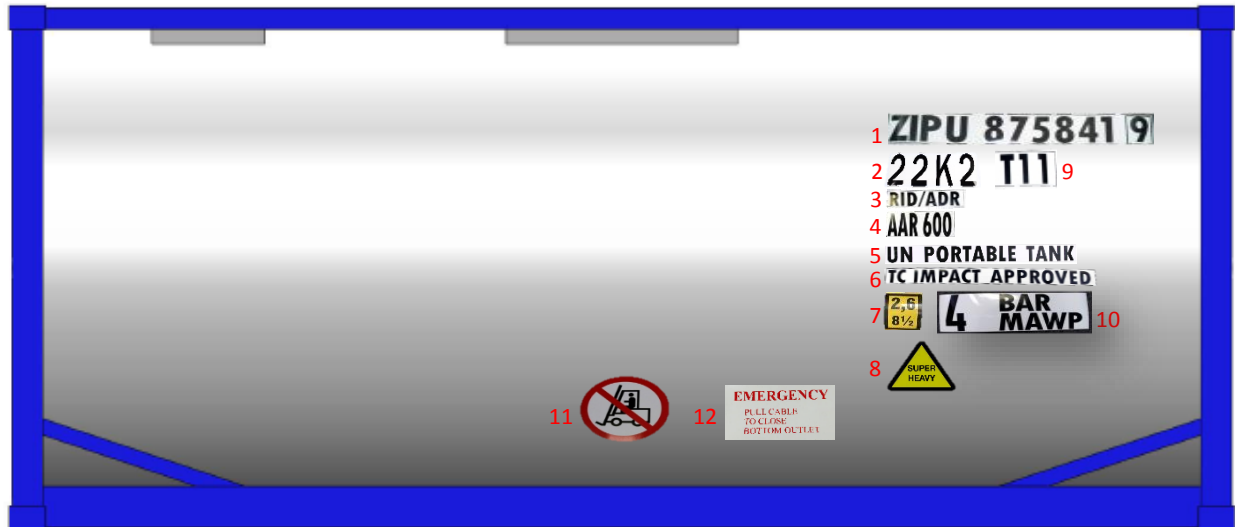 1 ZIPU 875841 9
2 22K2 T11 9
3 RID/ADR
4 AAR 600
5 UN PORTABLE TANK
6 TC IMPACT APPROVED
7 2,6 8½
4 BAR MAWP 10
8 SUPER HEAVY
11
12 EMERGENCY
PULL CABLE
TO CLOSE
BOTTOM OUTLET